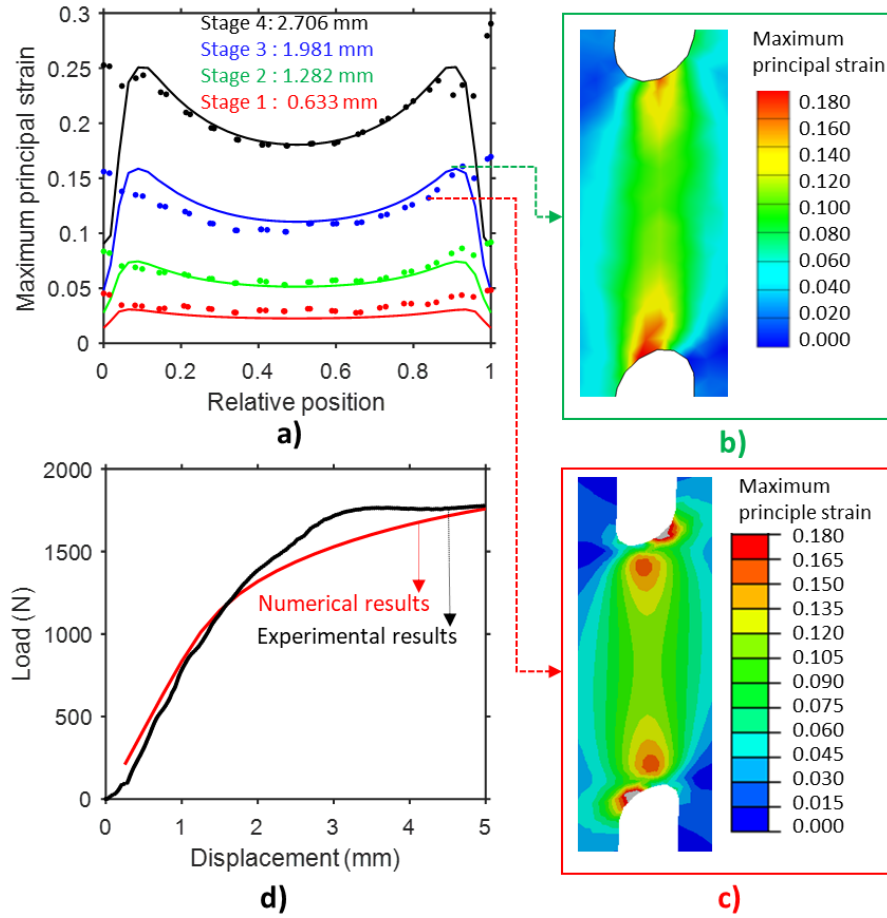 Stage 4: 2.706 mm
Stage 3 : 1.981 mm
Stage 2 : 1.282 mm
Stage 1 : 0.633 mm
0.3
0.25
0.2
0.15
0.1
0.05
0
Maximum principal strain
0
0.2
0.4
0.6
0.8
1
Relative position
a)
Maximum
principal strain
0.180
0.160
0.140
0.120
0.100
0.080
0.060
0.040
0.020
0.000
b)
2000
1500
1000
500
0
Load (N)
Numerical results
Experimental results
0
1
2
3
4
5
Displacement (mm)
d)
Maximum
principle strain
0.180
0.165
0.150
0.135
0.120
0.105
0.090
0.075
0.060
0.045
0.030
0.015
0.000
c)